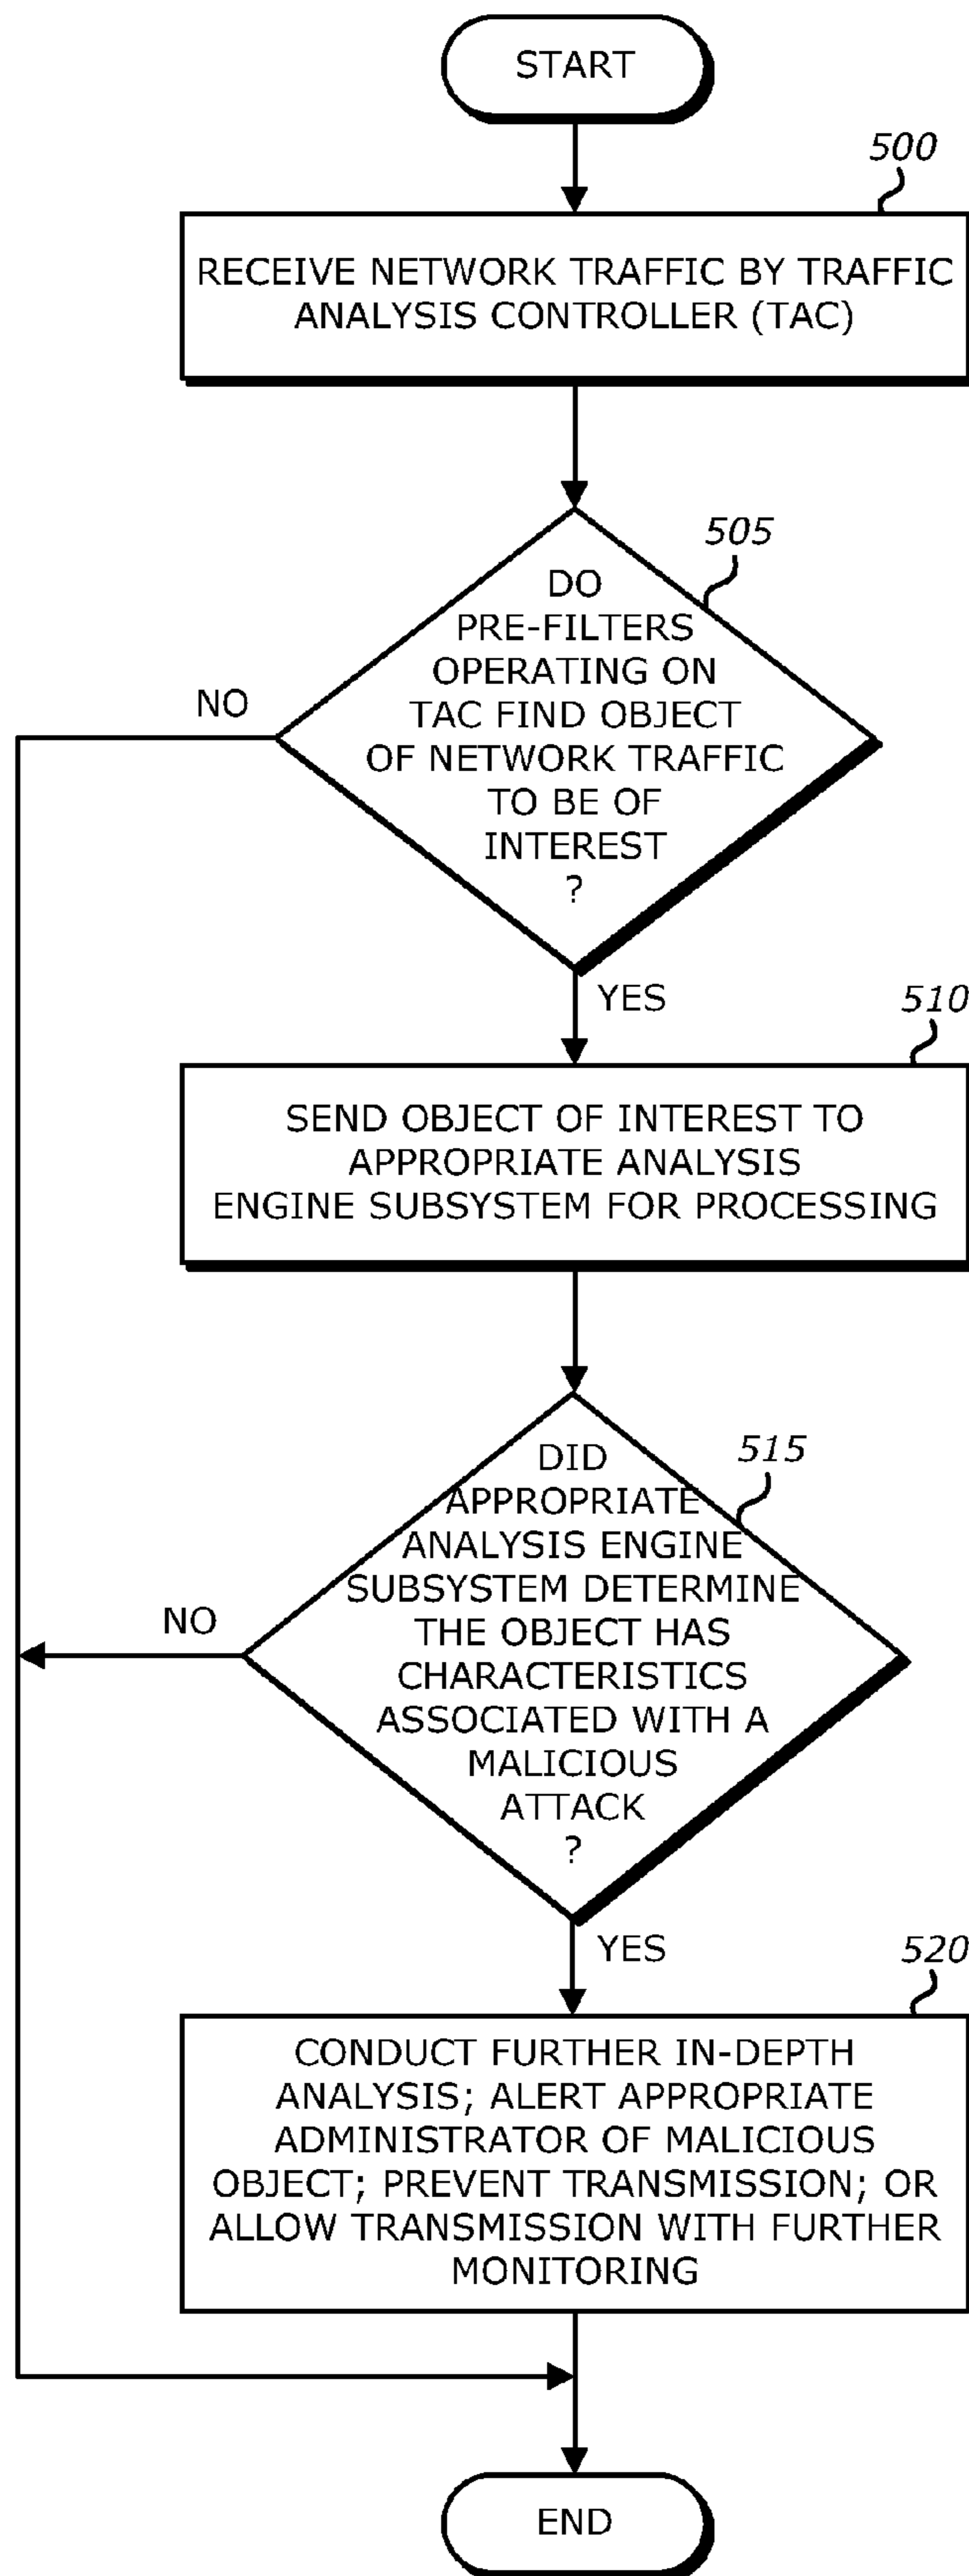 START
500
RECEIVE NETWORK TRAFFIC BY TRAFFIC
ANALYSIS CONTROLLER (TAC)
505
DO
PRE-FILTERS
OPERATING ON
TAC FIND OBJECT
OF NETWORK TRAFFIC
TO BE OF
INTEREST
?
NO
YES
510
SEND OBJECT OF INTEREST TO
APPROPRIATE ANALYSIS
ENGINE SUBSYSTEM FOR PROCESSING
515
DID
APPROPRIATE
ANALYSIS ENGINE
SUBSYSTEM DETERMINE
THE OBJECT HAS
CHARACTERISTICS
ASSOCIATED WITH A
MALICIOUS
ATTACK
?
NO
YES
520
CONDUCT FURTHER IN-DEPTH
ANALYSIS; ALERT APPROPRIATE
ADMINISTRATOR OF MALICIOUS
OBJECT; PREVENT TRANSMISSION; OR
ALLOW TRANSMISSION WITH FURTHER
MONITORING
END